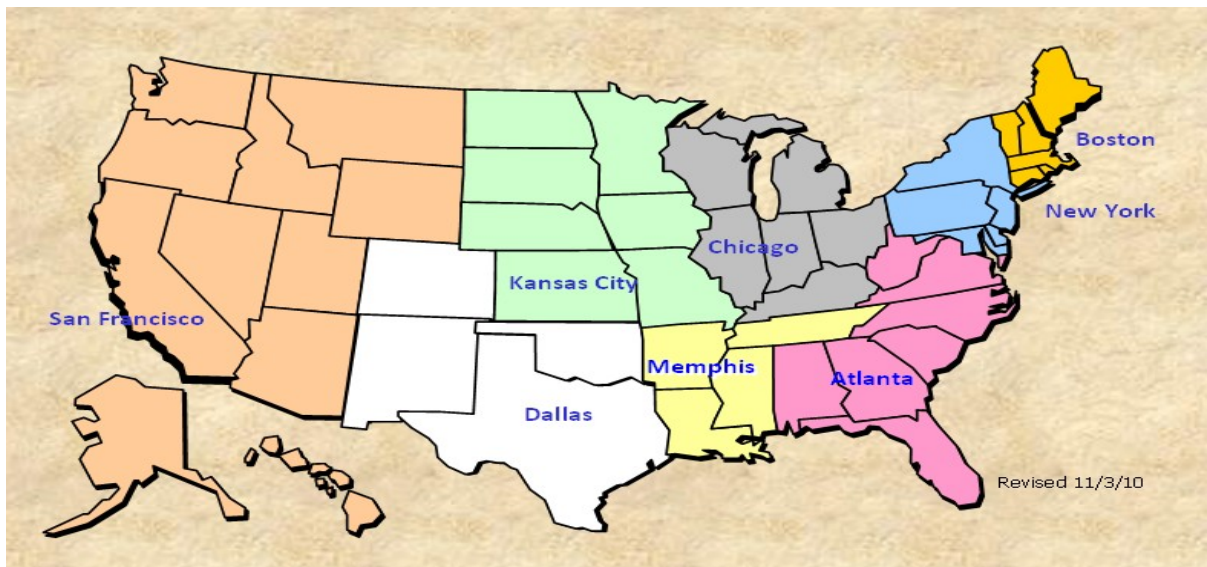 Boston
New York
Chicago
Kansas City
San Francisco
Memphis
Atlanta
Dallas
Revised 11/3/10